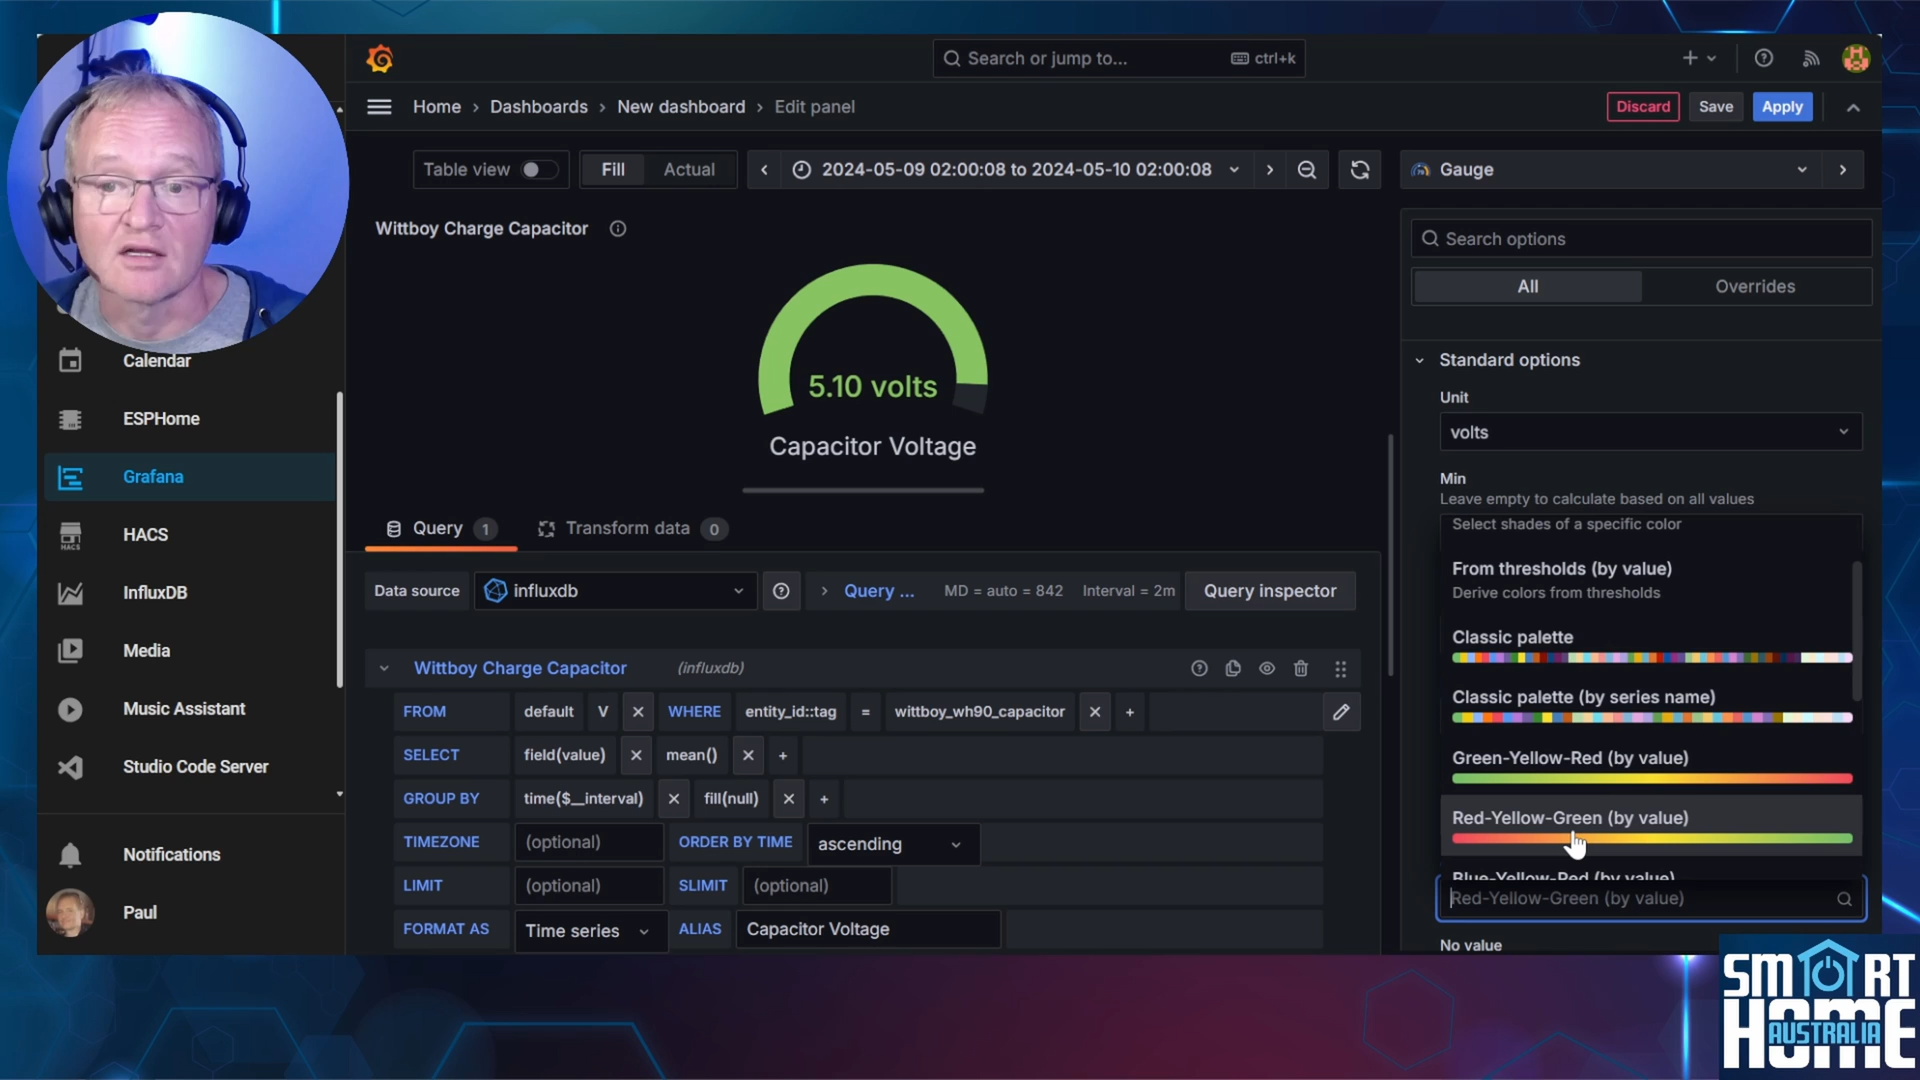 Search or jump to...
ctrl+k
Home > Dashboards > New dashboard > Edit panel
Discard
Save
Apply
Table view
Fill
Actual
2024-05-09 02:00:08 to 2024-05-10 02:00:08
Gauge
Wittboy Charge Capacitor
Search options
All
Overrides
5.10 volts
Capacitor Voltage
Standard options
Unit
volts
Min
Leave empty to calculate based on all values
Select shades of a specific color
From thresholds (by value)
Derive colors from thresholds
Classic palette
Classic palette (by series name)
Green-Yellow-Red (by value)
Red-Yellow-Green (by value)
Blue-Yellow-Red (by value)
Red-Yellow-Green (by value)
No value
Calendar
ESPHome
Grafana
HACS
HACS
InfluxDB
Media
Music Assistant
Studio Code Server
Notifications
Paul
Query 1
Transform data 0
Data source
influxdb
Query ...
MD = auto = 842
Interval = 2m
Query inspector
Wittboy Charge Capacitor (influxdb)
FROM default V WHERE entity_id::tag = wittboy_wh90_capacitor +
SELECT field(value) mean() +
GROUP BY time($__interval) fill(null) +
TIMEZONE (optional) ORDER BY TIME ascending
LIMIT (optional) SLIMIT (optional)
FORMAT AS Time series ALIAS Capacitor Voltage
SMART
HOME
AUSTRALIA